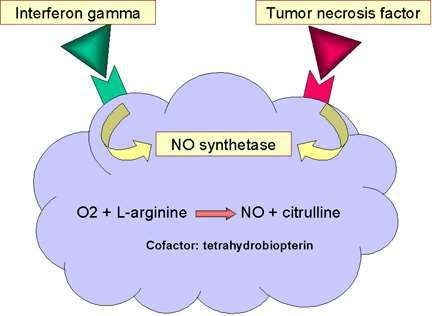 Interferon gamma
Tumor necrosis factor
NO synthetase
O2 + L-arginine NO + citrulline
Cofactor: tetrahydrobiopterin